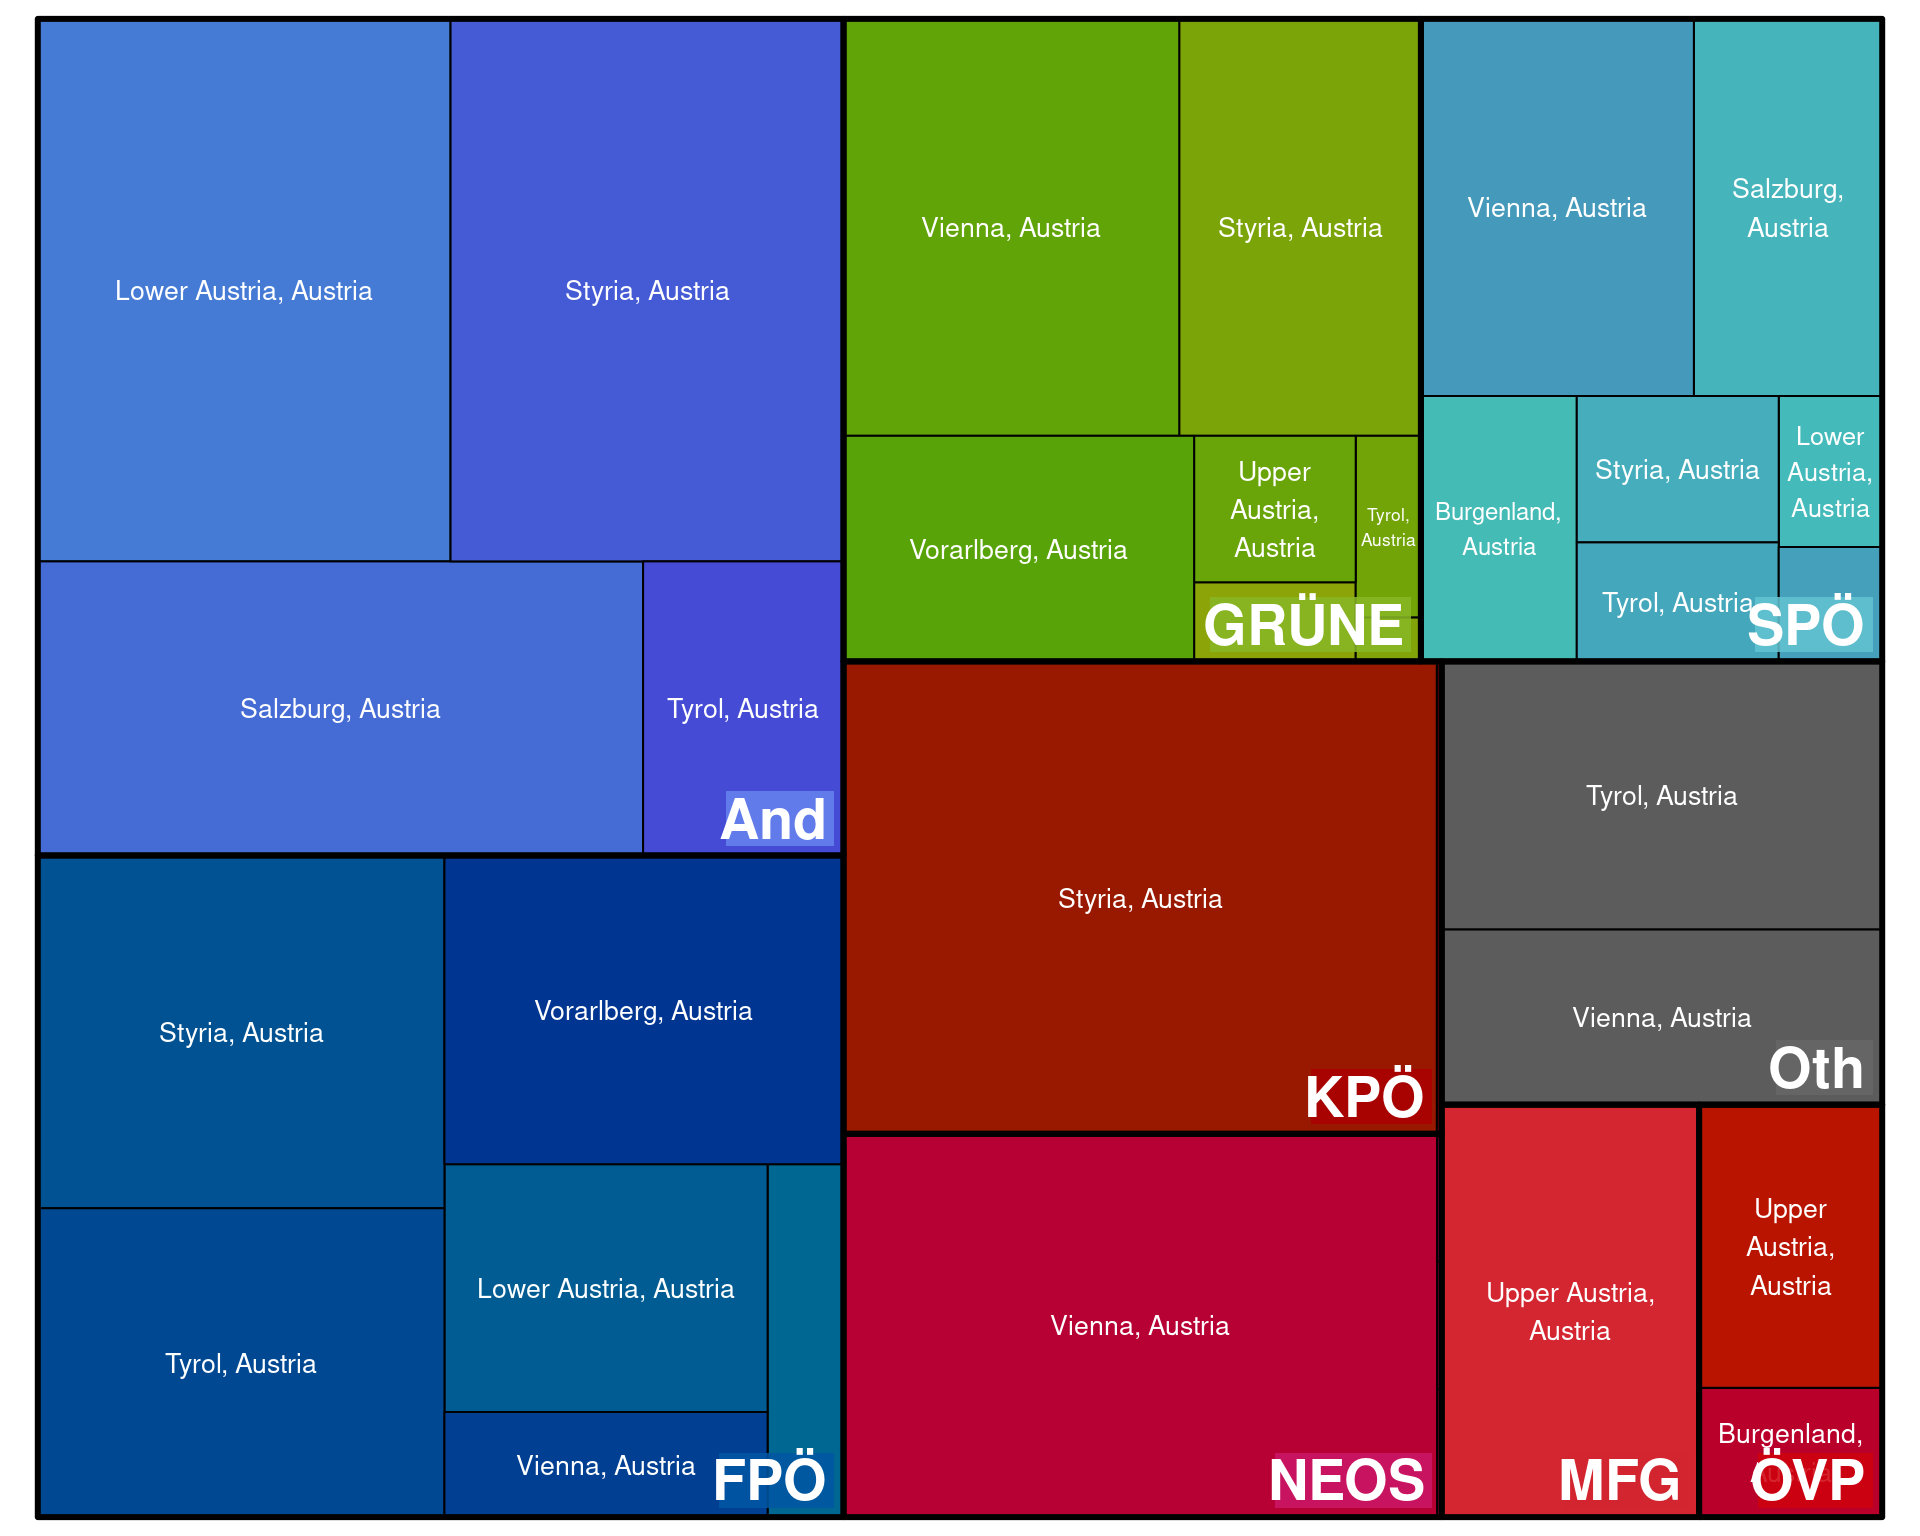 Lower Austria, Austria
Styria, Austria
Salzburg, Austria
Tyrol, Austria
And
Styria, Austria
Vorarlberg, Austria
Tyrol, Austria
Lower Austria, Austria
Vienna, Austria
FPÖ
Vienna, Austria
Styria, Austria
Vorarlberg, Austria
Upper
Austria,
Austria
Tyrol,
Austria
GRÜNE
Vienna, Austria
Salzburg,
Austria
Burgenland,
Austria
Styria, Austria
Lower
Austria,
Austria
Tyrol, Austria
SPÖ
Styria, Austria
KPÖ
Vienna, Austria
NEOS
Tyrol, Austria
Vienna, Austria
Oth
Upper Austria,
Austria
MFG
Upper
Austria,
Austria
Burgenland,
Austria
ÖVP